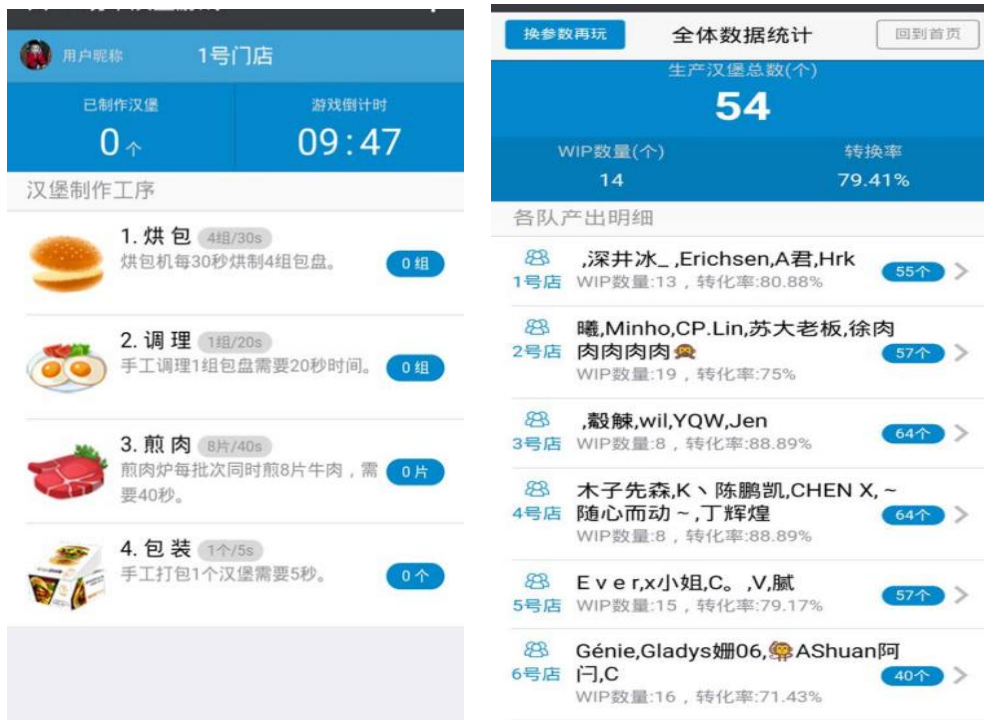 用户昵称
1号门店
已制作汉堡
游戏倒计时
0个
09:47
汉堡制作工序
1. 烘 包 4组/30s
烘包机每30秒烘制4组包盘。
0 组
2. 调 理 1组/20s
手工调理1组包盘需要20秒时间。
0 组
3. 煎 肉 8片/40s
煎肉炉每批次同时煎8片牛肉，需
要40秒。
0 片
4. 包 装 1个/5s
手工打包1个汉堡需要5秒。
0 个
换参数再玩
全体数据统计
回到首页
生产汉堡总数(个)
54
WIP数量(个)
转换率
14
79.41%
各队产出明细
,深井冰_ ,Erichsen,A君,Hrk
1号店
WIP数量:13，转化率:80.88%
55个
曦,Minho,CP.Lin,苏大老板,徐肉
2号店
肉肉肉肉
WIP数量:19，转化率:75%
57个
,觳觫,wil,YQW,Jen
3号店
WIP数量:8，转化率:88.89%
64个
木子先森,K丶陈鹏凯,CHEN X, ~
4号店
随心而动 ~ ,丁辉煌
WIP数量:8，转化率:88.89%
64个
E v e r,x小姐,C。 ,V,腻
5号店
WIP数量:15，转化率:79.17%
57个
Génie,Gladys姗06,AShuan阿
6号店
闩,C
WIP数量:16，转化率:71.43%
40个